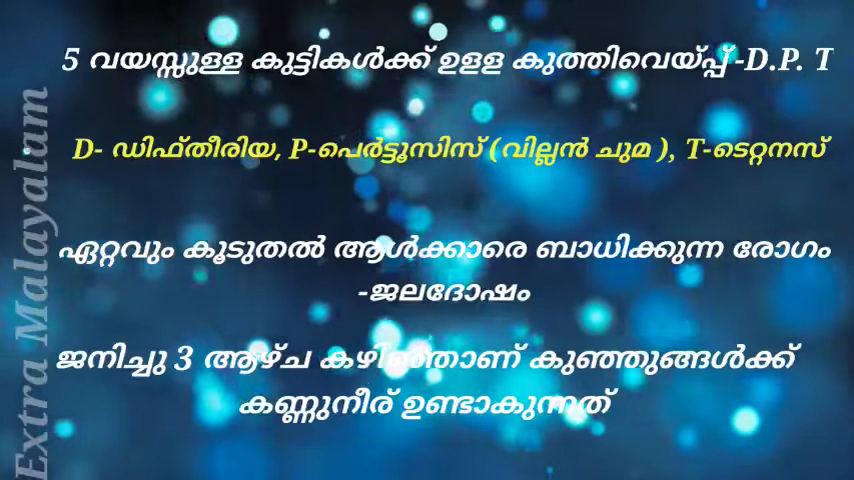 5 വയസ്സുള്ള കുട്ടികൾക്ക് ഉളള കുത്തിവെയ്പ്പ് -D.P. T
D- ഡിഫ്തീരിയ, P-പെർട്ടൂസിസ് (വില്ലൻ ചുമ ), T-ടെറ്റനസ്
ഏറ്റവും കൂടുതൽ ആൾക്കാരെ ബാധിക്കുന്ന രോഗം
-ജലദോഷം
ജനിച്ചു 3 ആഴ്ച കഴിഞ്ഞാണ് കുഞ്ഞുങ്ങൾക്ക്
കണ്ണുനീര് ഉണ്ടാകുന്നത്
Extra Malayalam